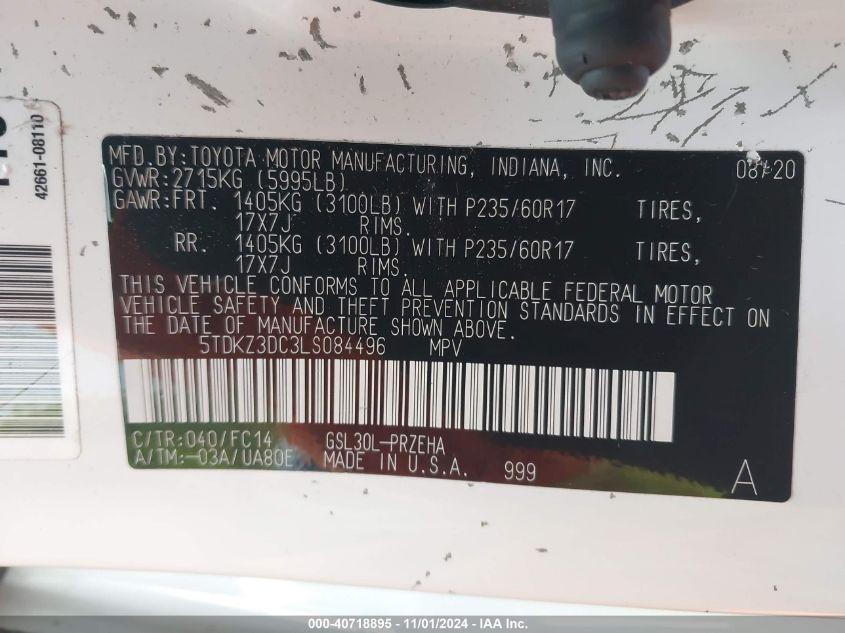 42661-08110
MFD.BY:TOYOTA MOTOR MANUFACTURING, INDIANA, INC. 08/20
GVWR:2715KG (5995LB)
GAWR:FRT. 1405KG (3100LB) WITH P235/60R17 TIRES,
17X7J RIMS.
RR. 1405KG (3100LB) WITH P235/60R17 TIRES,
17X7J RIMS.
THIS VEHICLE CONFORMS TO ALL APPLICABLE FEDERAL MOTOR
VEHICLE SAFETY AND THEFT PREVENTION STANDARDS IN EFFECT ON
THE DATE OF MANUFACTURE SHOWN ABOVE.
5TDKZ3DC3LS084496 MPV
C/TR:040/FC14 GSL30L-PRZEHA
A/TM:-03A/UA80E MADE IN U.S.A. 999 A
000-40718895 - 11/01/2024 - IAA Inc.